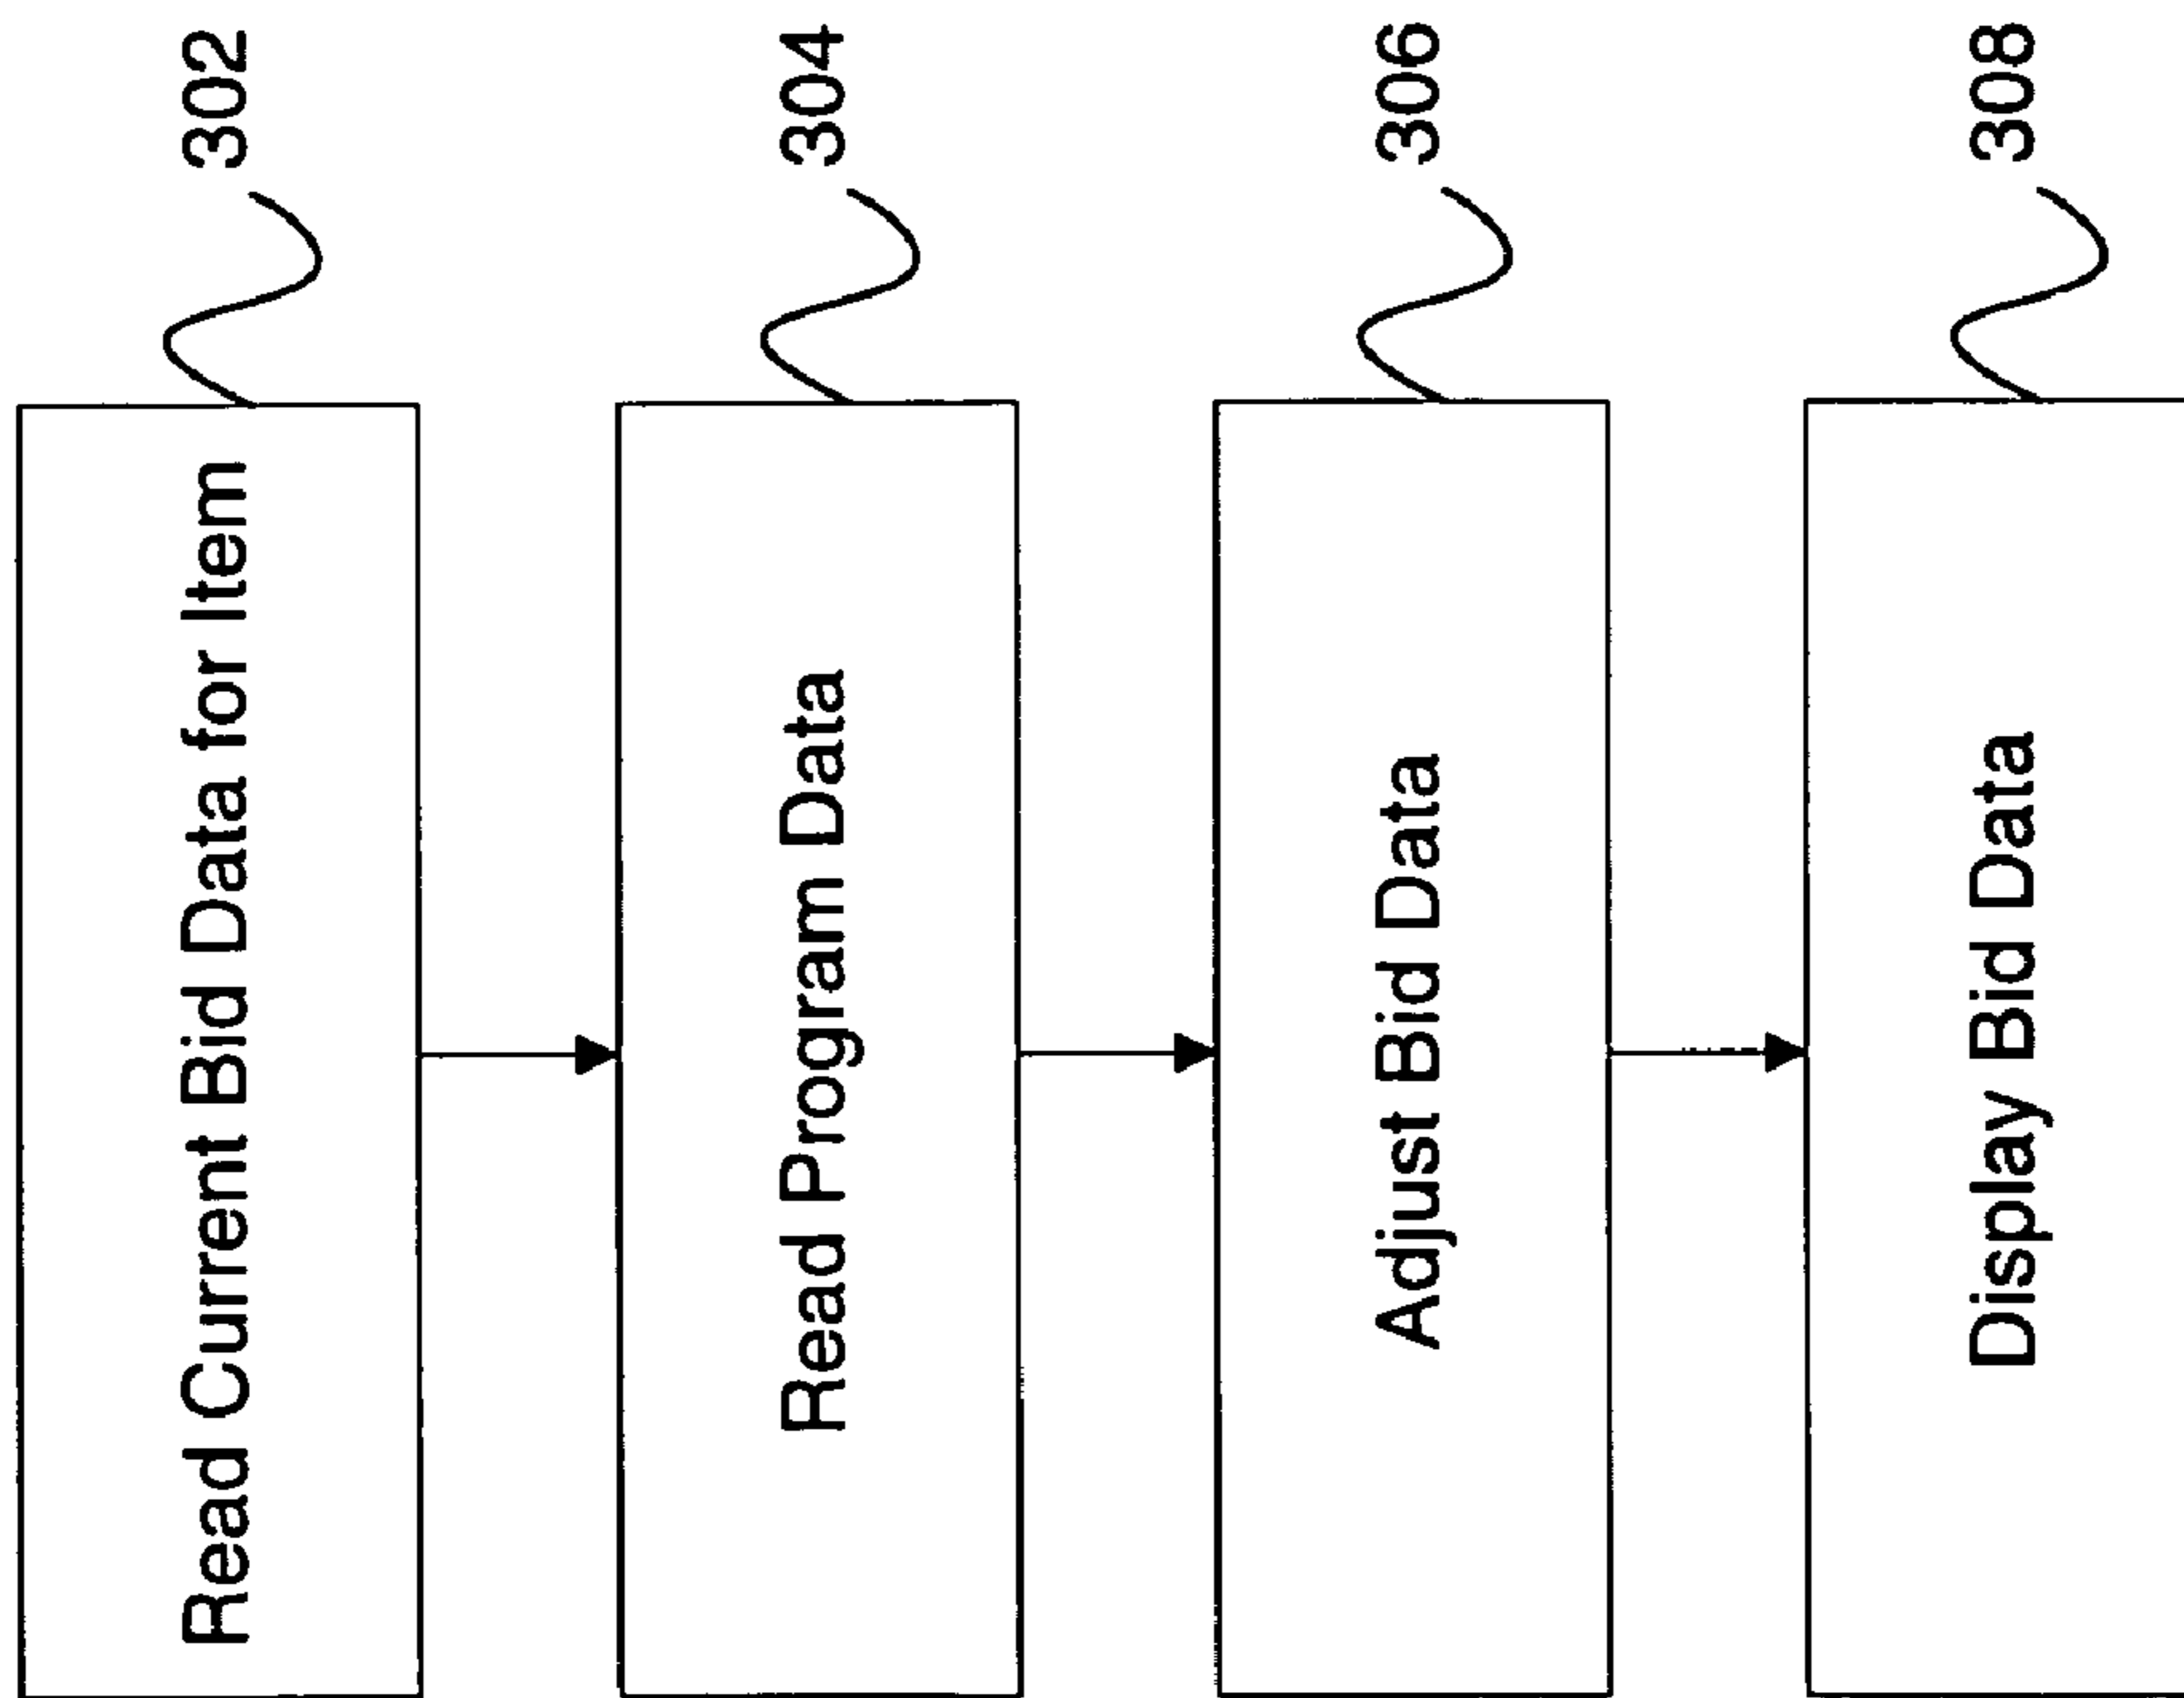 Read Current Bid Data for Item
302
Read Program Data
304
Adjust Bid Data
306
Display Bid Data
308